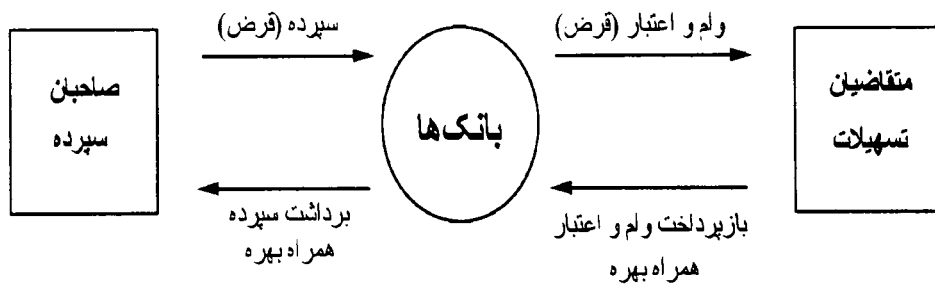 سپرده (قرض)
وام و اعتبار (قرض)
صاحبان
سپرده
بانک‌ها
متقاضیان
تسهیلات
برداشت سپرده
همراه بهره
بازپرداخت وام و اعتبار
همراه بهره